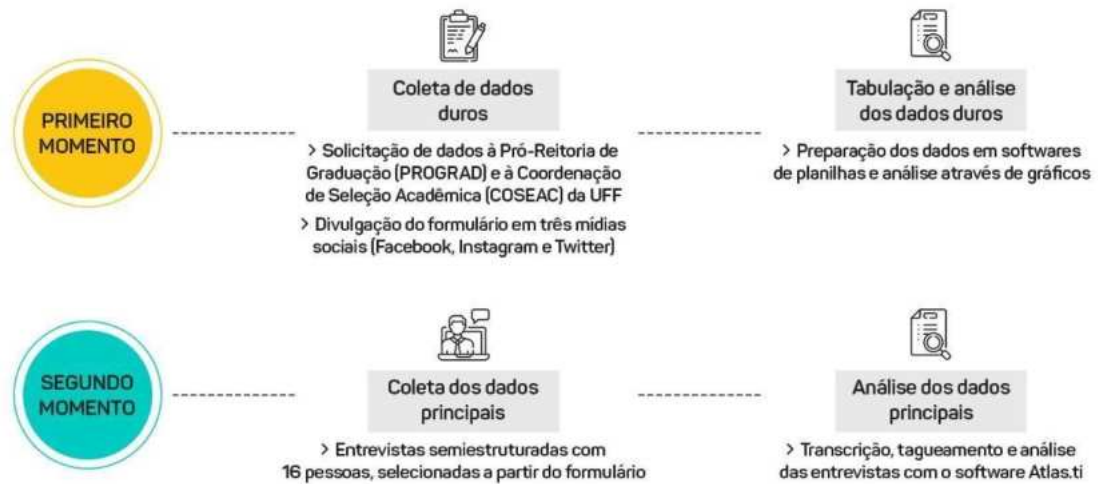 PRIMEIRO
MOMENTO
Coleta de dados
duros
> Solicitação de dados à Pró-Reitoria de
Graduação (PROGRAD) e à Coordenação
de Seleção Acadêmica (COSEAC) da UFF
> Divulgação do formulário em três mídias
sociais (Facebook, Instagram e Twitter)
Tabulação e análise
dos dados duros
> Preparação dos dados em softwares
de planilhas e análise através de gráficos
SEGUNDO
MOMENTO
Coleta dos dados
principais
> Entrevistas semiestruturadas com
16 pessoas, selecionadas a partir do formulário
Análise dos dados
principais
> Transcrição, tagueamento e análise
das entrevistas com o software Atlas.ti